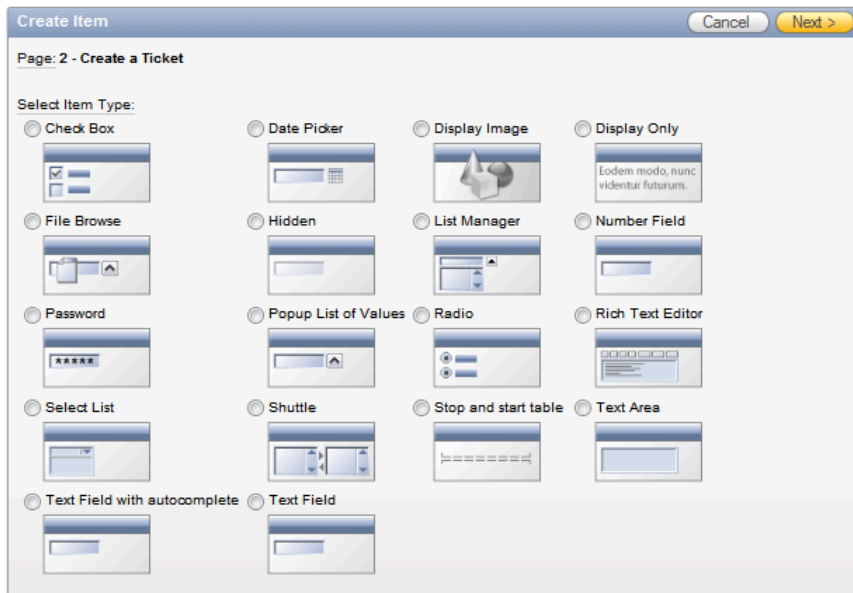 Create Item
Cancel
Next >
Page: 2 - Create a Ticket
Select Item Type:
Check Box
Date Picker
Display Image
Display Only
Eodem modo, nunc
videntur futurum.
File Browse
Hidden
List Manager
Number Field
Password
Popup List of Values
Radio
Rich Text Editor
*****
Select List
Shuttle
Stop and start table
Text Area
Text Field with autocomplete
Text Field